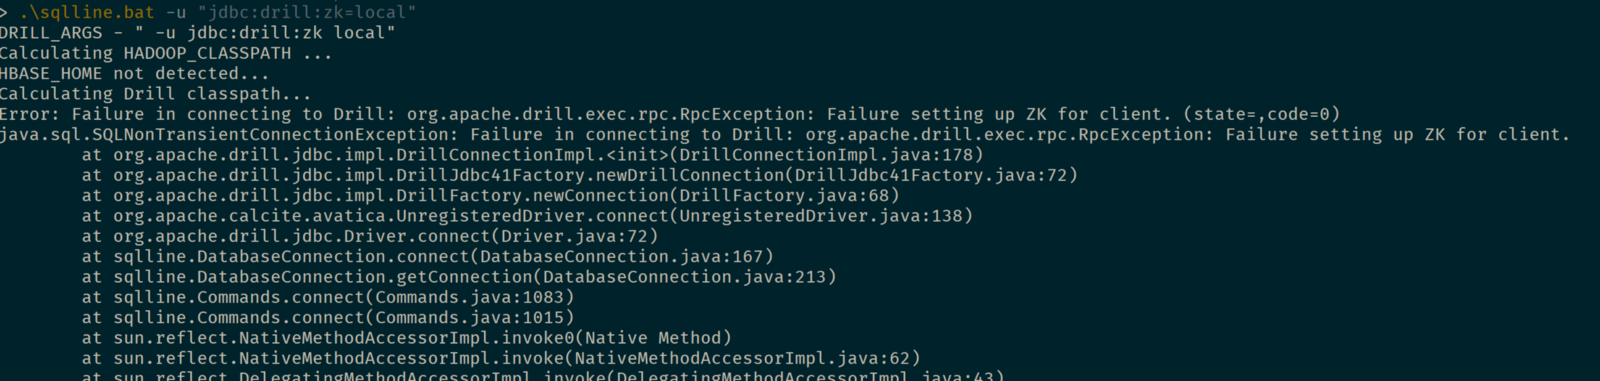 > .\sqlline.bat -u "jdbc:drill:zk=local"
DRILL_ARGS - " -u jdbc:drill:zk local"
Calculating HADOOP_CLASSPATH ...
HBASE_HOME not detected...
Calculating Drill classpath...
Error: Failure in connecting to Drill: org.apache.drill.exec.rpc.RpcException: Failure setting up ZK for client. (state=,code=0)
java.sql.SQLNonTransientConnectionException: Failure in connecting to Drill: org.apache.drill.exec.rpc.RpcException: Failure setting up ZK for client.
at org.apache.drill.jdbc.impl.DrillConnectionImpl.<init>(DrillConnectionImpl.java:178)
at org.apache.drill.jdbc.impl.DrillJdbc41Factory.newDrillConnection(DrillJdbc41Factory.java:72)
at org.apache.drill.jdbc.impl.DrillFactory.newConnection(DrillFactory.java:68)
at org.apache.calcite.avatica.UnregisteredDriver.connect(UnregisteredDriver.java:138)
at org.apache.drill.jdbc.Driver.connect(Driver.java:72)
at sqlline.DatabaseConnection.connect(DatabaseConnection.java:167)
at sqlline.DatabaseConnection.getConnection(DatabaseConnection.java:213)
at sqlline.Commands.connect(Commands.java:1083)
at sqlline.Commands.connect(Commands.java:1015)
at sun.reflect.NativeMethodAccessorImpl.invoke0(Native Method)
at sun.reflect.NativeMethodAccessorImpl.invoke(NativeMethodAccessorImpl.java:62)
at sun.reflect.DelegatingMethodAccessorImpl.invoke(DelegatingMethodAccessorImpl.java:43)